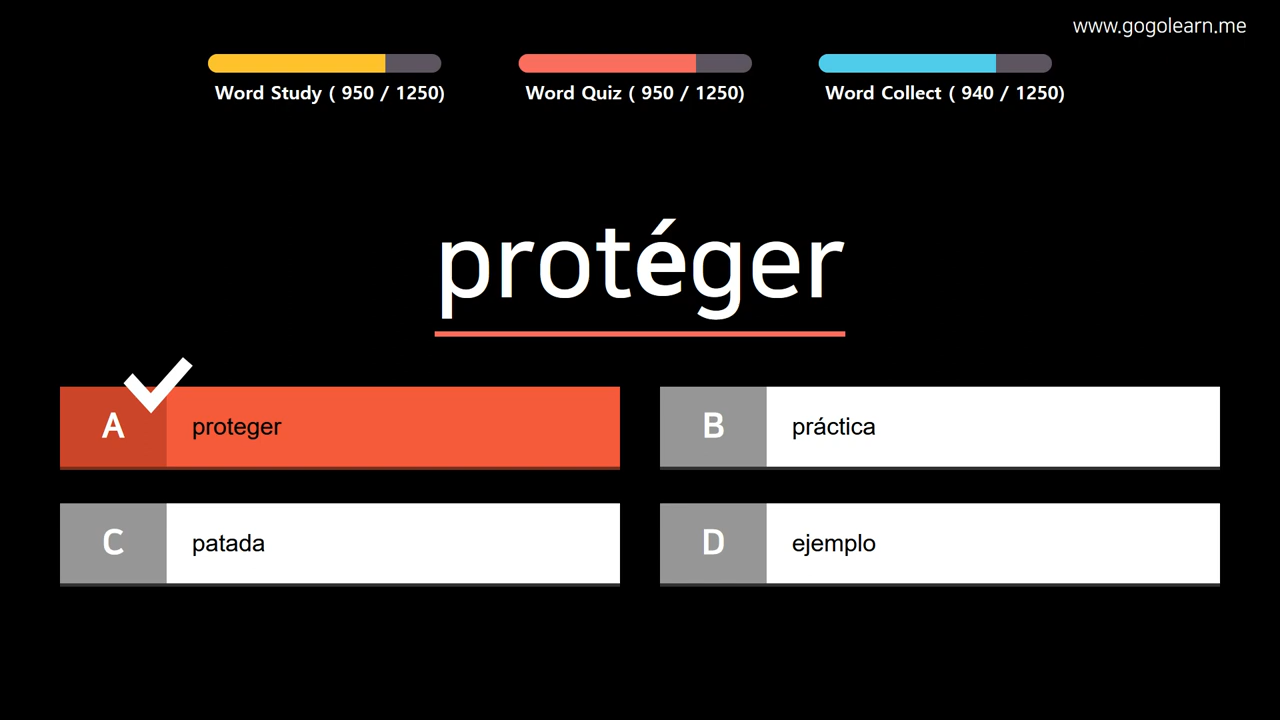 www.gogolearn.me
Word Study ( 950 / 1250)
Word Quiz ( 950 / 1250)
Word Collect ( 940 / 1250)
protéger
A proteger
B práctica
C patada
D ejemplo